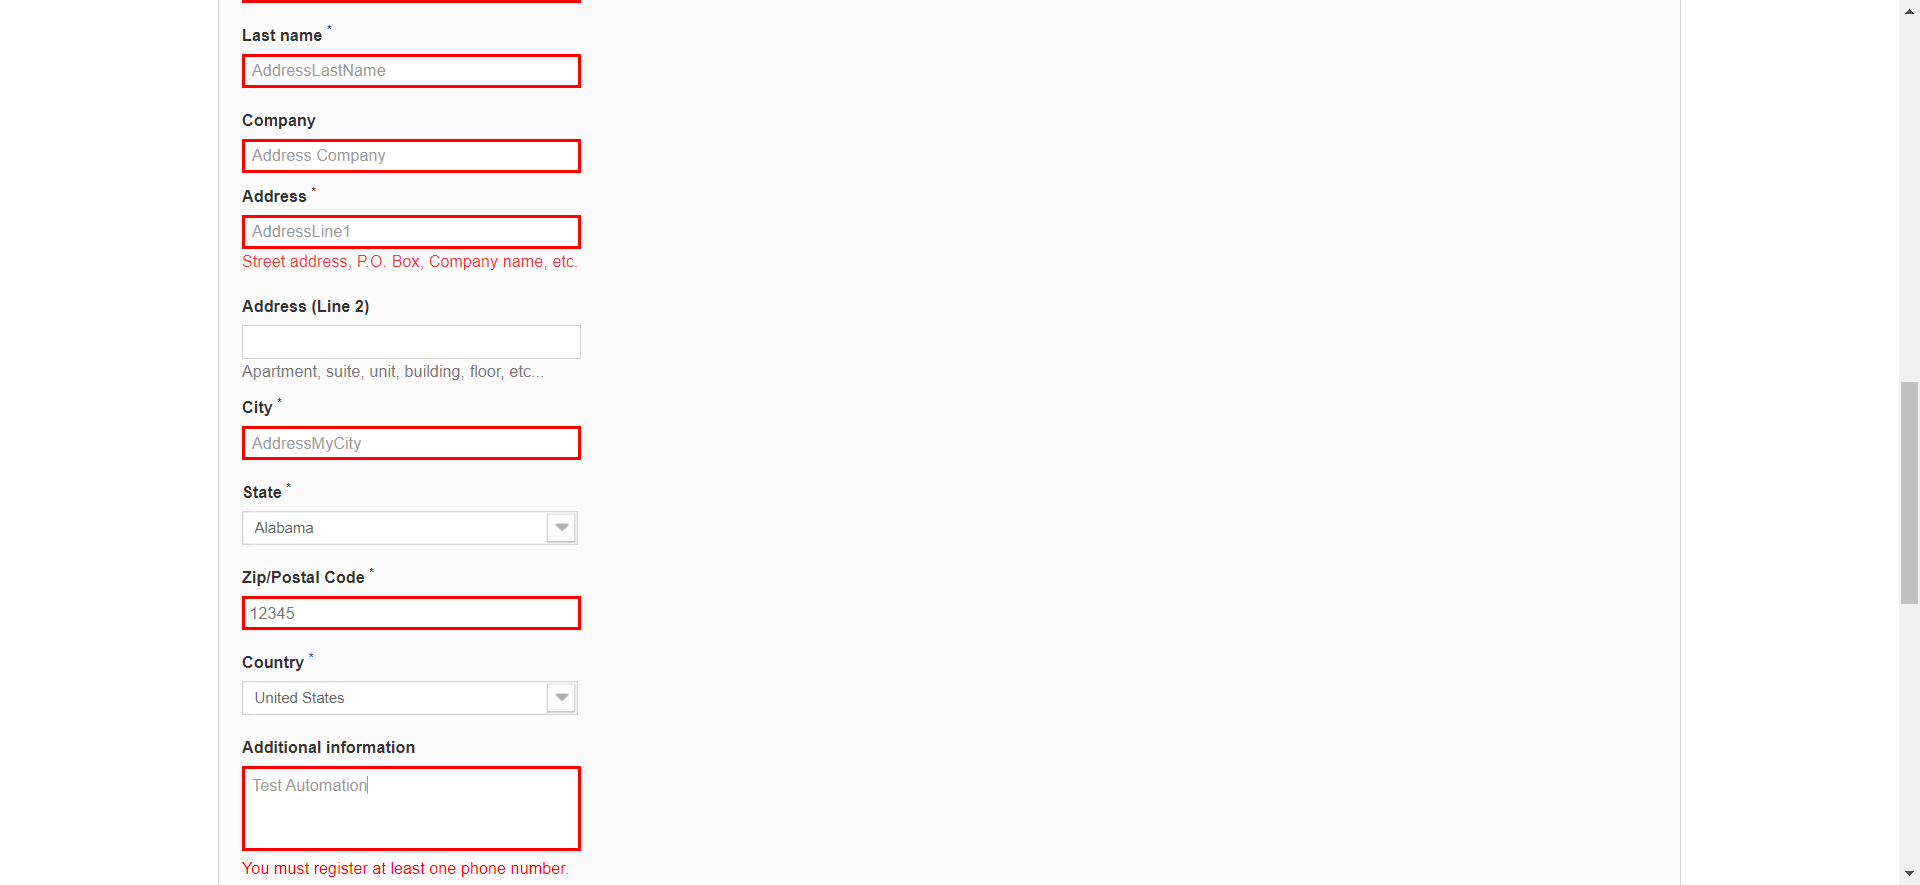 Last name *
AddressLastName
Company
Address Company
Address *
AddressLine1
Street address, P.O. Box, Company name, etc.
Address (Line 2)
Apartment, suite, unit, building, floor, etc...
City *
AddressMyCity
State *
Alabama
Zip/Postal Code *
12345
Country *
United States
Additional information
Test Automation
You must register at least one phone number.